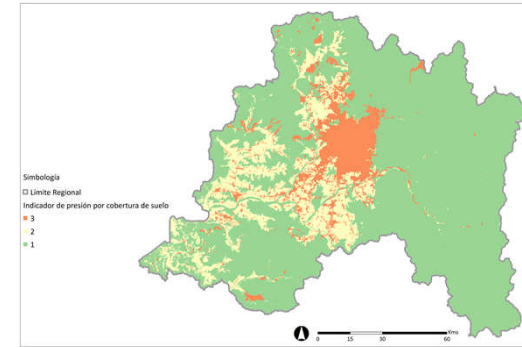 Simbología
Límite Regional
Indicador de presión por cobertura de suelo
3
2
1
Kms
0 15 30 60